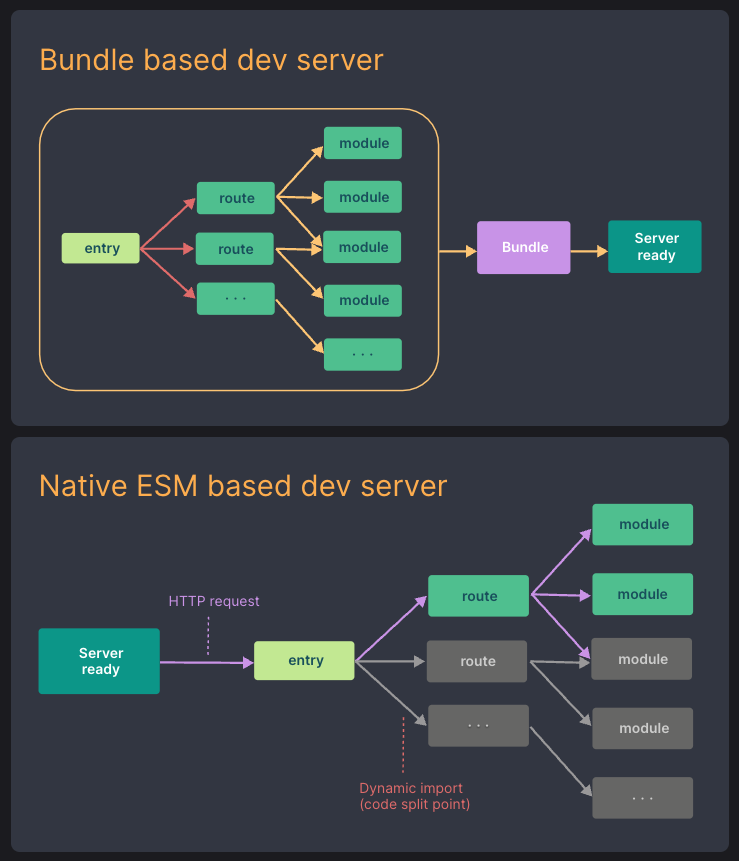 Bundle based dev server
module
route
module
entry
route
module
Bundle
Server
ready
· · ·
module
· · ·
Native ESM based dev server
module
HTTP request
route
module
Server
ready
entry
route
module
· · ·
module
Dynamic import
(code split point)
· · ·